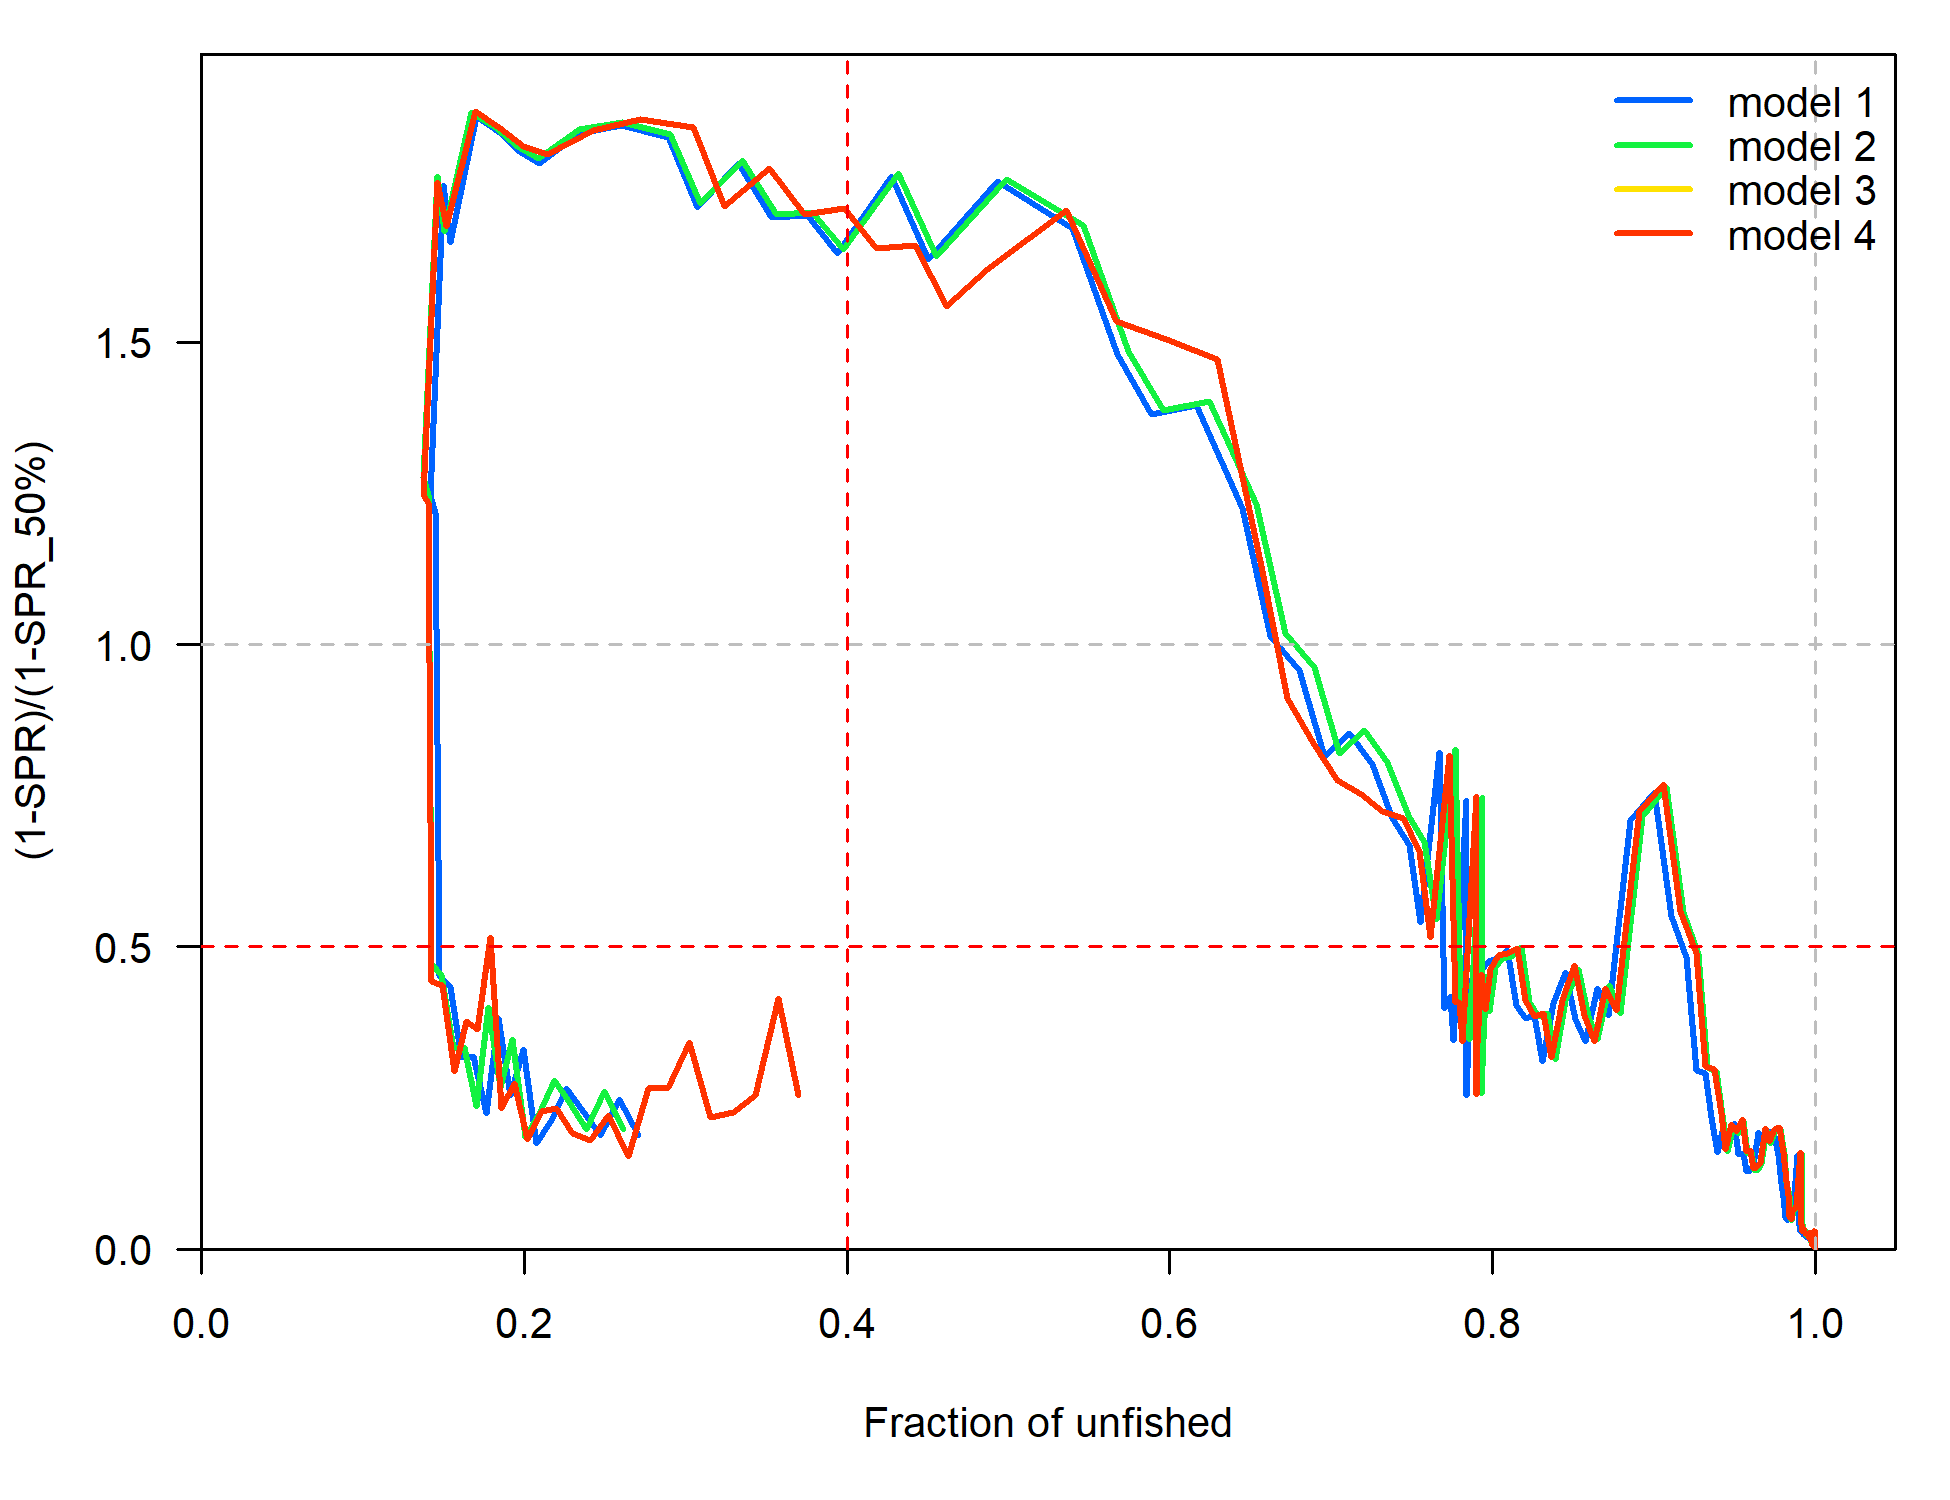 model 1
model 2
model 3
model 4
(1-SPR)/(1-SPR_50%)
1.5
1.0
0.5
0.0
0.0 0.2 0.4 0.6 0.8 1.0
Fraction of unfished